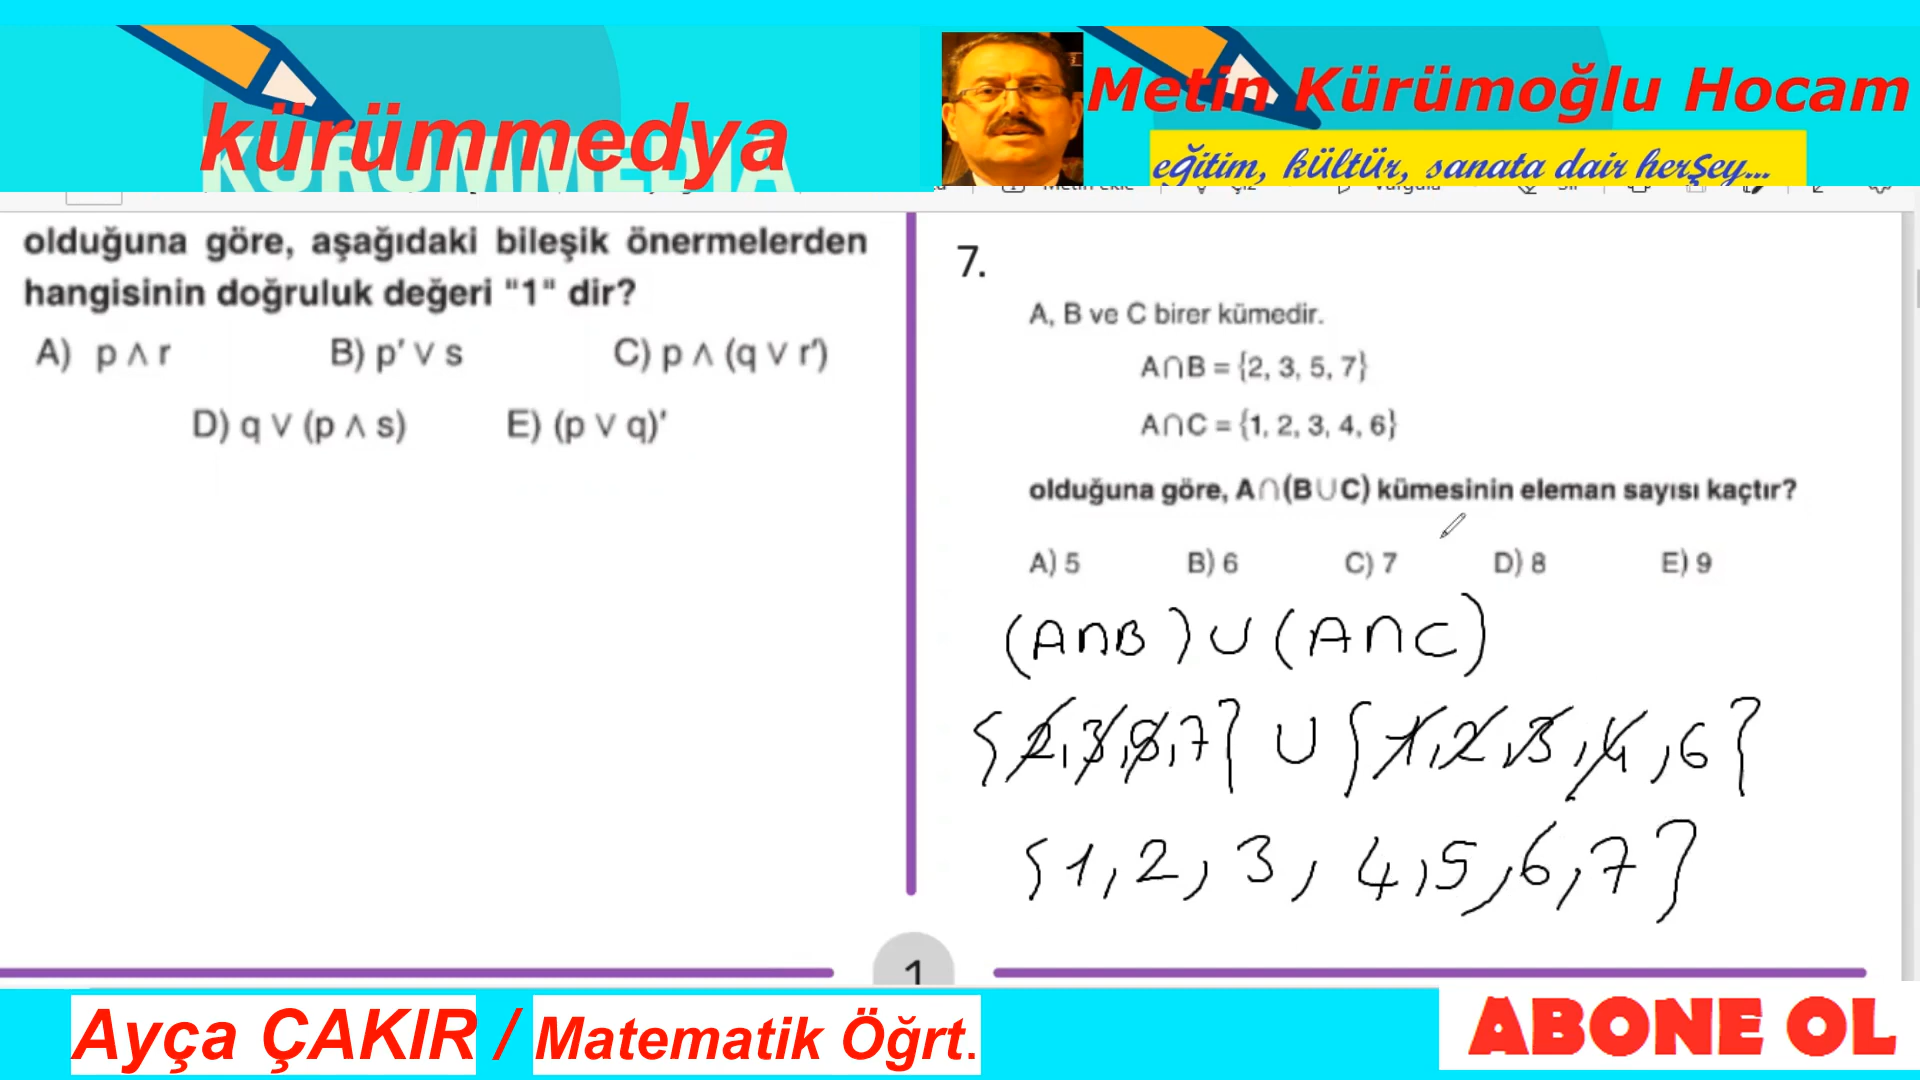 kürümmedya
KÜRÜMMEDIA
Metin Kürümoğlu Hocam
eğitim, kültür, sanata dair herşey...
olduğuna göre, aşağıdaki bileşik önermelerden
hangisinin doğruluk değeri "1" dir?
A) p ∧ r B) p' ∨ s C) p ∧ (q ∨ r')
D) q ∨ (p ∧ s) E) (p ∨ q)'
7.
A, B ve C birer kümedir.
A∩B = {2, 3, 5, 7}
A∩C = {1, 2, 3, 4, 6}
olduğuna göre, A∩(B∪C) kümesinin eleman sayısı kaçtır?
A) 5 B) 6 C) 7 D) 8 E) 9
(A∩B) ∪ (A∩C)
{2,3,5,7} ∪ {1,2,3,4,6}
{1,2,3,4,5,6,7}
1
Ayça ÇAKIR / Matematik Öğrt.
ABONE OL